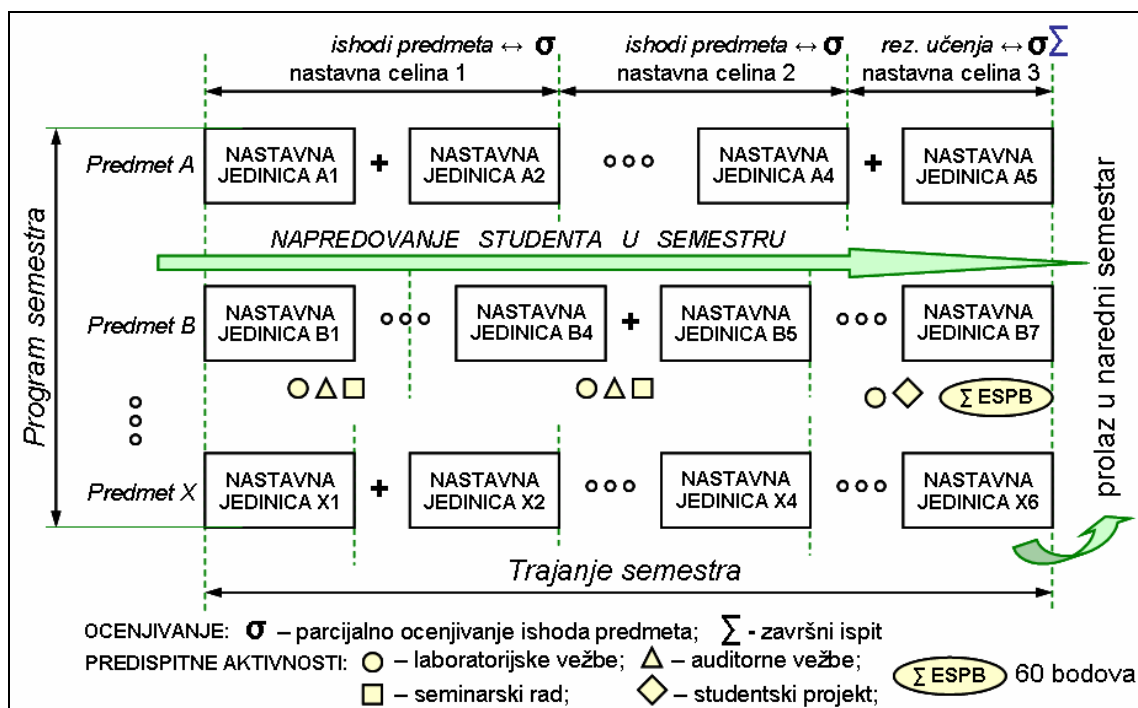 ishodi predmeta ↔ σ
nastavna celina 1
ishodi predmeta ↔ σ
nastavna celina 2
rez. učenja ↔ σ Σ
nastavna celina 3
Program semestra
Predmet A
NASTAVNA
JEDINICA A1
+
NASTAVNA
JEDINICA A2
NASTAVNA
JEDINICA A4
+
NASTAVNA
JEDINICA A5
NAPREDOVANJE STUDENTA U SEMESTRU
Predmet B
NASTAVNA
JEDINICA B1
NASTAVNA
JEDINICA B4
+
NASTAVNA
JEDINICA B5
NASTAVNA
JEDINICA B7
Σ ESPB
Predmet X
NASTAVNA
JEDINICA X1
+
NASTAVNA
JEDINICA X2
NASTAVNA
JEDINICA X4
NASTAVNA
JEDINICA X6
prolaz u naredni semestar
Trajanje semestra
OCENJIVANJE: σ – parcijalno ocenjivanje ishoda predmeta; Σ - završni ispit
PREDISPITNE AKTIVNOSTI: – laboratorijske vežbe; – auditorne vežbe;
– seminarski rad; – studentski projekt;
Σ ESPB 60 bodova